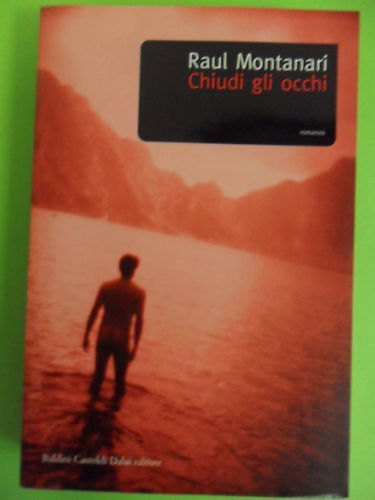 Raul Montanari
Chiudi gli occhi
romanzo
Baldini Castoldi Dalai editore